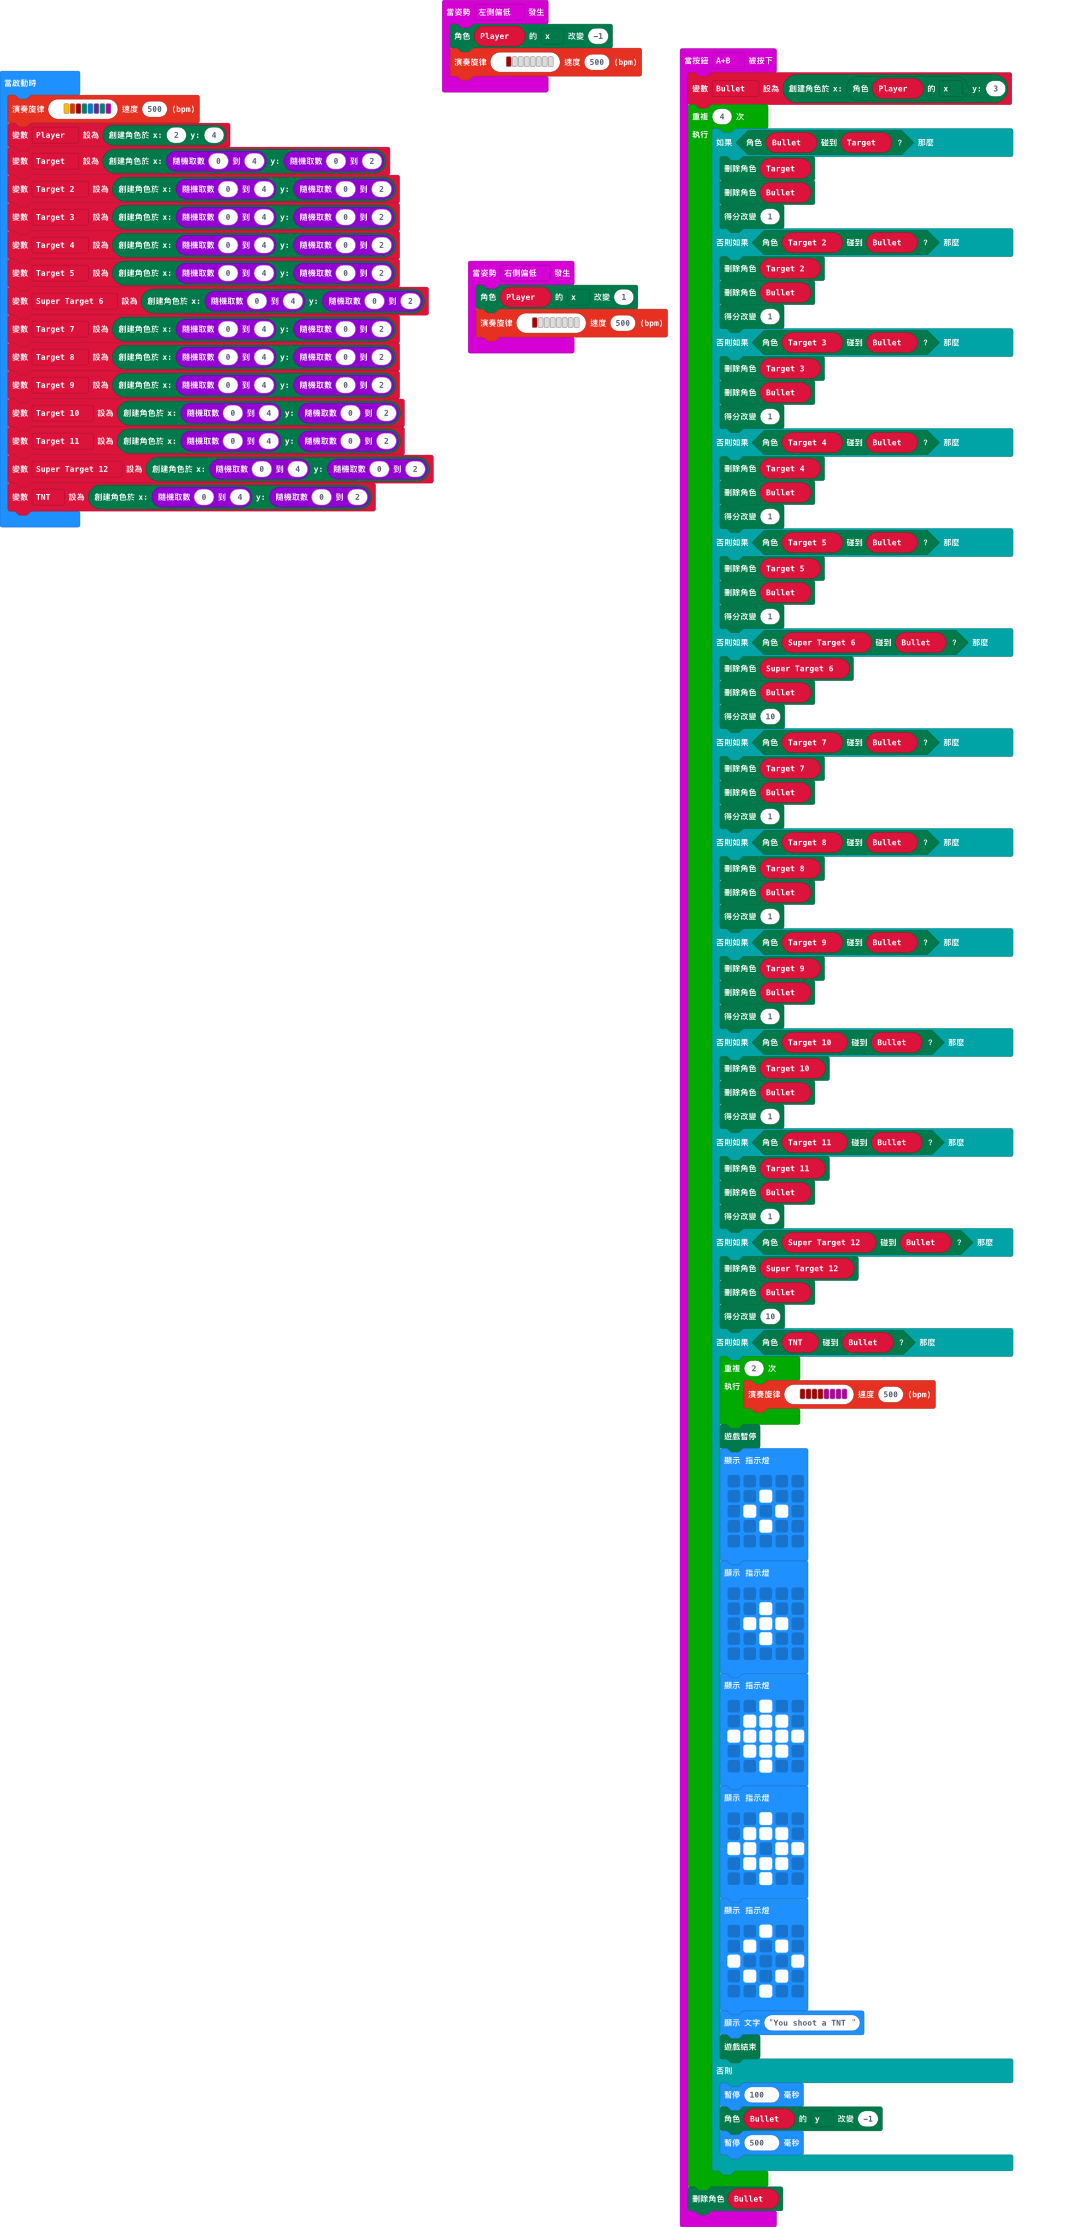 當啟動時
演奏旋律 速度 500 (bpm)
變數 Player 設為 創建角色於 x: 2 y: 4
變數 Target 設為 創建角色於 x: 隨機取數 0 到 4 y: 隨機取數 0 到 2
變數 Target 2 設為 創建角色於 x: 隨機取數 0 到 4 y: 隨機取數 0 到 2
變數 Target 3 設為 創建角色於 x: 隨機取數 0 到 4 y: 隨機取數 0 到 2
變數 Target 4 設為 創建角色於 x: 隨機取數 0 到 4 y: 隨機取數 0 到 2
變數 Target 5 設為 創建角色於 x: 隨機取數 0 到 4 y: 隨機取數 0 到 2
變數 Super Target 6 設為 創建角色於 x: 隨機取數 0 到 4 y: 隨機取數 0 到 2
變數 Target 7 設為 創建角色於 x: 隨機取數 0 到 4 y: 隨機取數 0 到 2
變數 Target 8 設為 創建角色於 x: 隨機取數 0 到 4 y: 隨機取數 0 到 2
變數 Target 9 設為 創建角色於 x: 隨機取數 0 到 4 y: 隨機取數 0 到 2
變數 Target 10 設為 創建角色於 x: 隨機取數 0 到 4 y: 隨機取數 0 到 2
變數 Target 11 設為 創建角色於 x: 隨機取數 0 到 4 y: 隨機取數 0 到 2
變數 Super Target 12 設為 創建角色於 x: 隨機取數 0 到 4 y: 隨機取數 0 到 2
變數 TNT 設為 創建角色於 x: 隨機取數 0 到 4 y: 隨機取數 0 到 2
當姿勢 左側偏低 發生
角色 Player 的 x 改變 -1
演奏旋律 速度 500 (bpm)
當姿勢 右側偏低 發生
角色 Player 的 x 改變 1
演奏旋律 速度 500 (bpm)
當按鈕 A+B 被按下
變數 Bullet 設為 創建角色於 x: 角色 Player 的 x y: 3
重複 4 次
執行
如果 角色 Bullet 碰到 Target ? 那麼
刪除角色 Target
刪除角色 Bullet
得分改變 1
否則如果 角色 Target 2 碰到 Bullet ? 那麼
刪除角色 Target 2
刪除角色 Bullet
得分改變 1
否則如果 角色 Target 3 碰到 Bullet ? 那麼
刪除角色 Target 3
刪除角色 Bullet
得分改變 1
否則如果 角色 Target 4 碰到 Bullet ? 那麼
刪除角色 Target 4
刪除角色 Bullet
得分改變 1
否則如果 角色 Target 5 碰到 Bullet ? 那麼
刪除角色 Target 5
刪除角色 Bullet
得分改變 1
否則如果 角色 Super Target 6 碰到 Bullet ? 那麼
刪除角色 Super Target 6
刪除角色 Bullet
得分改變 10
否則如果 角色 Target 7 碰到 Bullet ? 那麼
刪除角色 Target 7
刪除角色 Bullet
得分改變 1
否則如果 角色 Target 8 碰到 Bullet ? 那麼
刪除角色 Target 8
刪除角色 Bullet
得分改變 1
否則如果 角色 Target 9 碰到 Bullet ? 那麼
刪除角色 Target 9
刪除角色 Bullet
得分改變 1
否則如果 角色 Target 10 碰到 Bullet ? 那麼
刪除角色 Target 10
刪除角色 Bullet
得分改變 1
否則如果 角色 Target 11 碰到 Bullet ? 那麼
刪除角色 Target 11
刪除角色 Bullet
得分改變 1
否則如果 角色 Super Target 12 碰到 Bullet ? 那麼
刪除角色 Super Target 12
刪除角色 Bullet
得分改變 10
否則如果 角色 TNT 碰到 Bullet ? 那麼
重複 2 次
執行
演奏旋律 速度 500 (bpm)
遊戲暫停
顯示 指示燈
顯示 指示燈
顯示 指示燈
顯示 指示燈
顯示 指示燈
顯示 文字 "You shoot a TNT "
遊戲結束
否則
暫停 100 毫秒
角色 Bullet 的 y 改變 -1
暫停 500 毫秒
刪除角色 Bullet